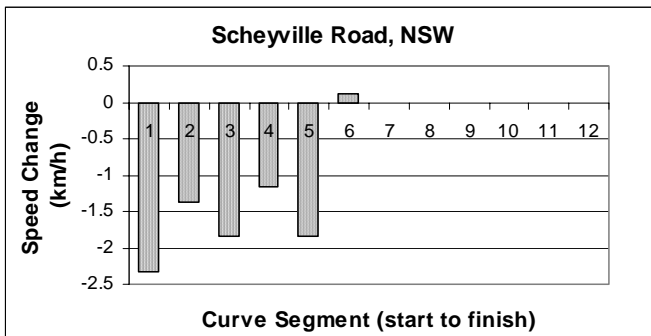 Scheyville Road, NSW
Speed Change
(km/h)
0.5
0
-0.5
-1
-1.5
-2
-2.5
1 2 3 4 5 6 7 8 9 10 11 12
Curve Segment (start to finish)